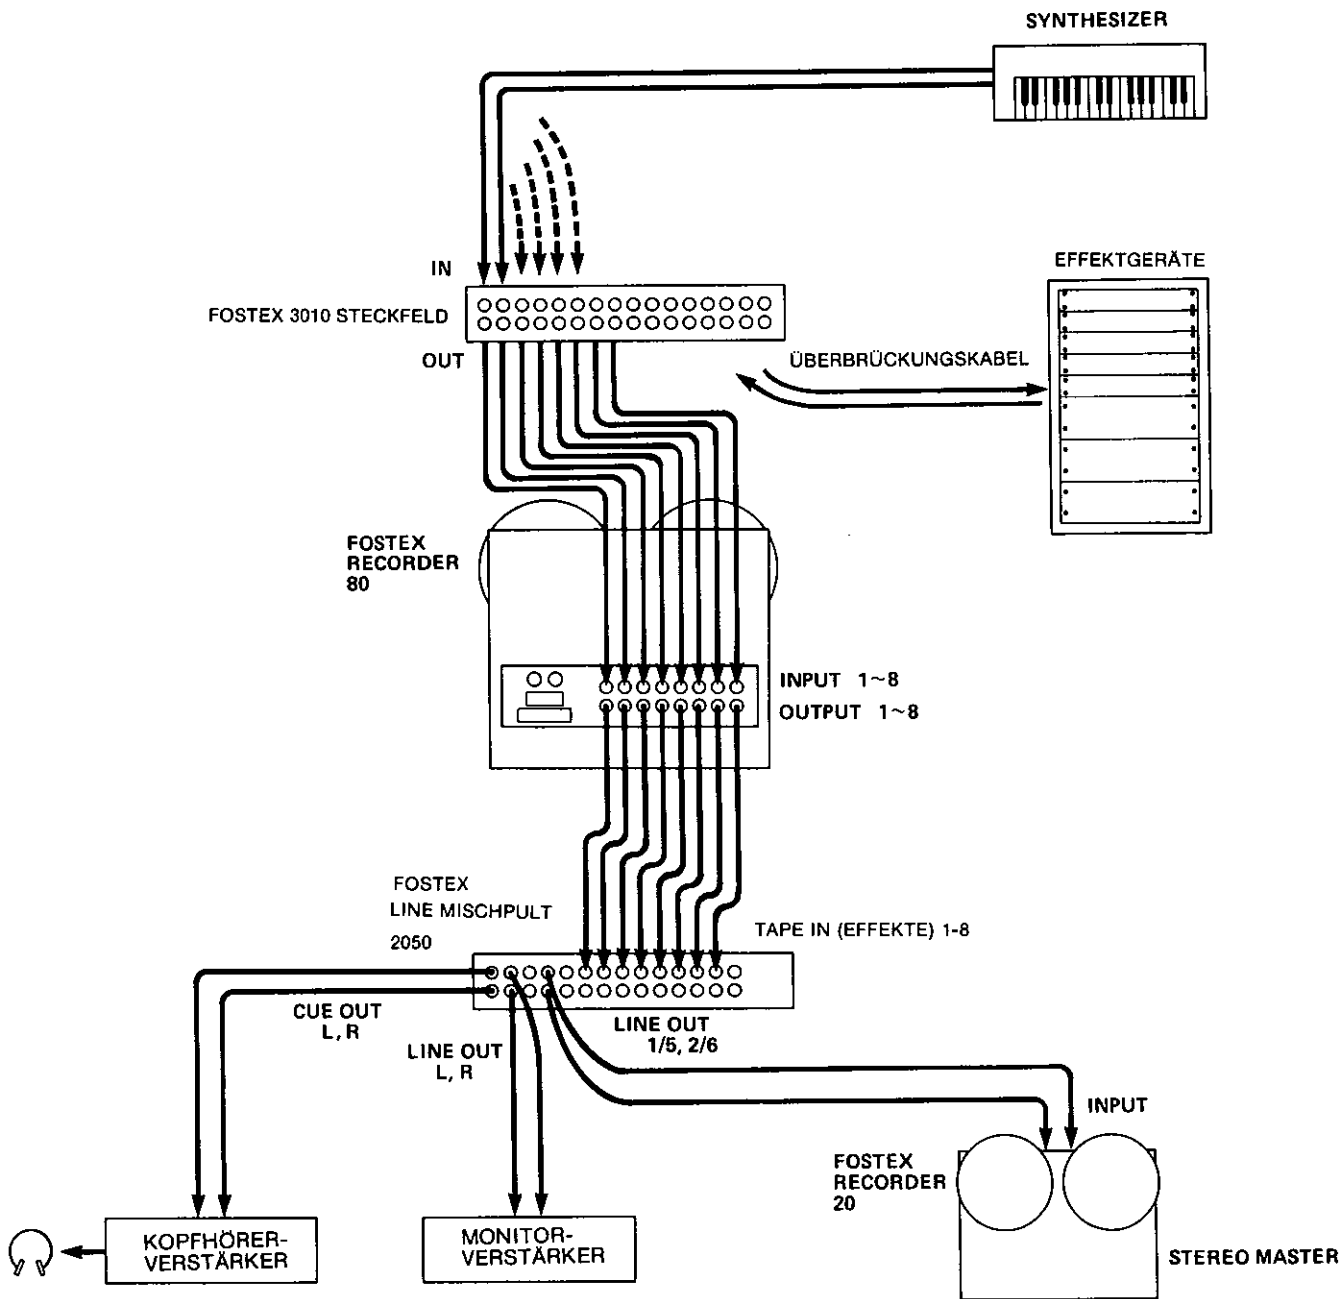 SYNTHESIZER
IN
FOSTEX 3010 STECKFELD
OUT
EFFEKTGERÄTE
ÜBERBRÜCKUNGSKABEL
FOSTEX
RECORDER
80
INPUT 1~8
OUTPUT 1~8
FOSTEX
LINE MISCHPULT
2050
TAPE IN (EFFEKTE) 1-8
CUE OUT
L, R
LINE OUT
L, R
LINE OUT
1/5, 2/6
INPUT
FOSTEX
RECORDER
20
STEREO MASTER
KOPFHÖRER-
VERSTÄRKER
MONITOR-
VERSTÄRKER